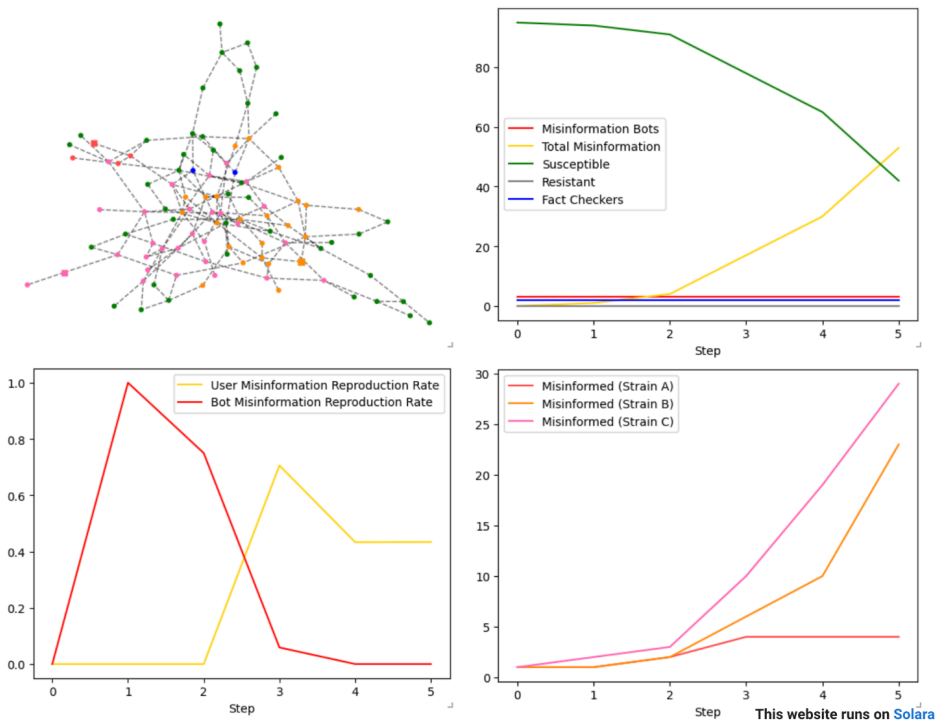 80
60
40
20
0
Misinformation Bots
Total Misinformation
Susceptible
Resistant
Fact Checkers
0 1 2 3 4 5
Step
1.0
0.8
0.6
0.4
0.2
0.0
User Misinformation Reproduction Rate
Bot Misinformation Reproduction Rate
0 1 2 3 4 5
Step
30
25
20
15
10
5
0
Misinformed (Strain A)
Misinformed (Strain B)
Misinformed (Strain C)
0 1 2 3 4 5
Step
This website runs on Solara